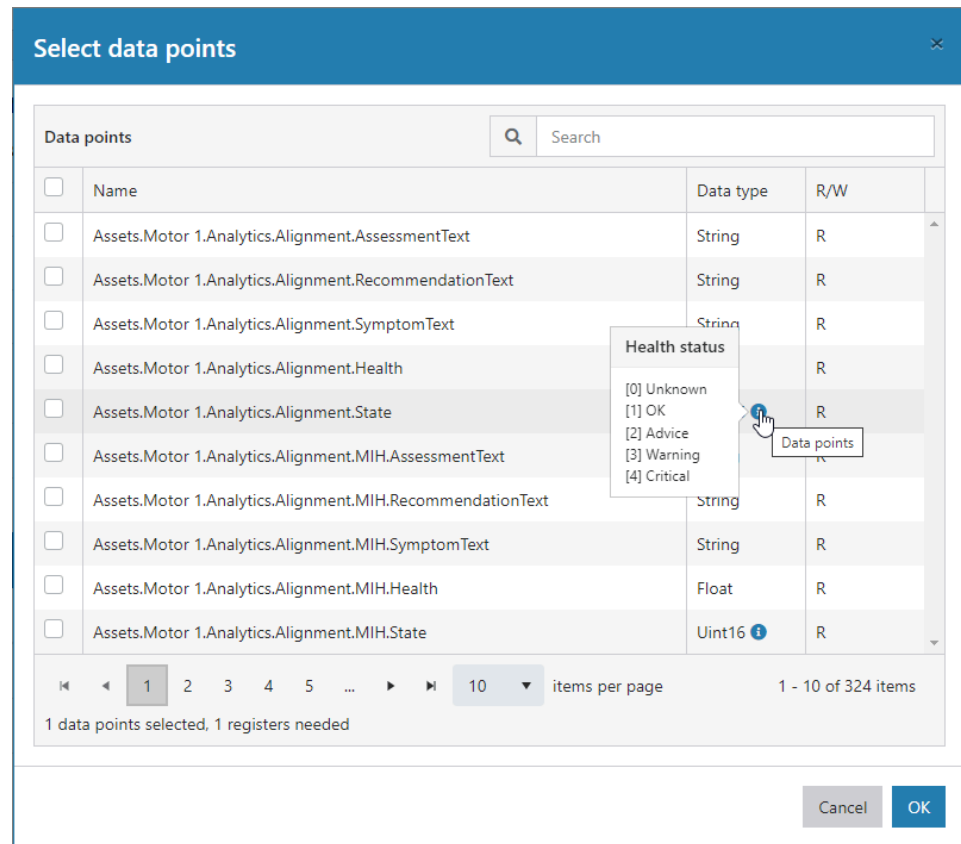 Select data points
Data points
Search
Name Data type R/W
Assets.Motor 1.Analytics.Alignment.AssessmentText String R
Assets.Motor 1.Analytics.Alignment.RecommendationText String R
Assets.Motor 1.Analytics.Alignment.SymptomText String R
Health status
Assets.Motor 1.Analytics.Alignment.Health R
[0] Unknown
[1] OK
[2] Advice
[3] Warning
[4] Critical
Assets.Motor 1.Analytics.Alignment.State R
Data points
Assets.Motor 1.Analytics.Alignment.MIH.AssessmentText R
Assets.Motor 1.Analytics.Alignment.MIH.RecommendationText String R
Assets.Motor 1.Analytics.Alignment.MIH.SymptomText String R
Assets.Motor 1.Analytics.Alignment.MIH.Health Float R
Assets.Motor 1.Analytics.Alignment.MIH.State Uint16 R
1 2 3 4 5 ... 10 items per page 1 - 10 of 324 items
1 data points selected, 1 registers needed
Cancel OK